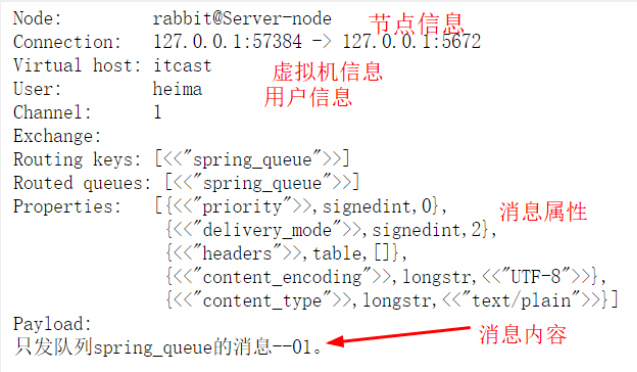 Node: rabbit@Server-node 节点信息
Connection: 127.0.0.1:57384 -> 127.0.0.1:5672
Virtual host: itcast 虚拟机信息
User: heima 用户信息
Channel: 1
Exchange:
Routing keys: [<<"spring_queue">>]
Routed queues: [<<"spring_queue">>]
Properties: [{<<"priority">>,signedint,0}, 消息属性
{<<"delivery_mode">>,signedint,2},
{<<"headers">>,table,[]},
{<<"content_encoding">>,longstr,<<"UTF-8">>},
{<<"content_type">>,longstr,<<"text/plain">>}]
Payload: 消息内容
只发队列spring_queue的消息--01。